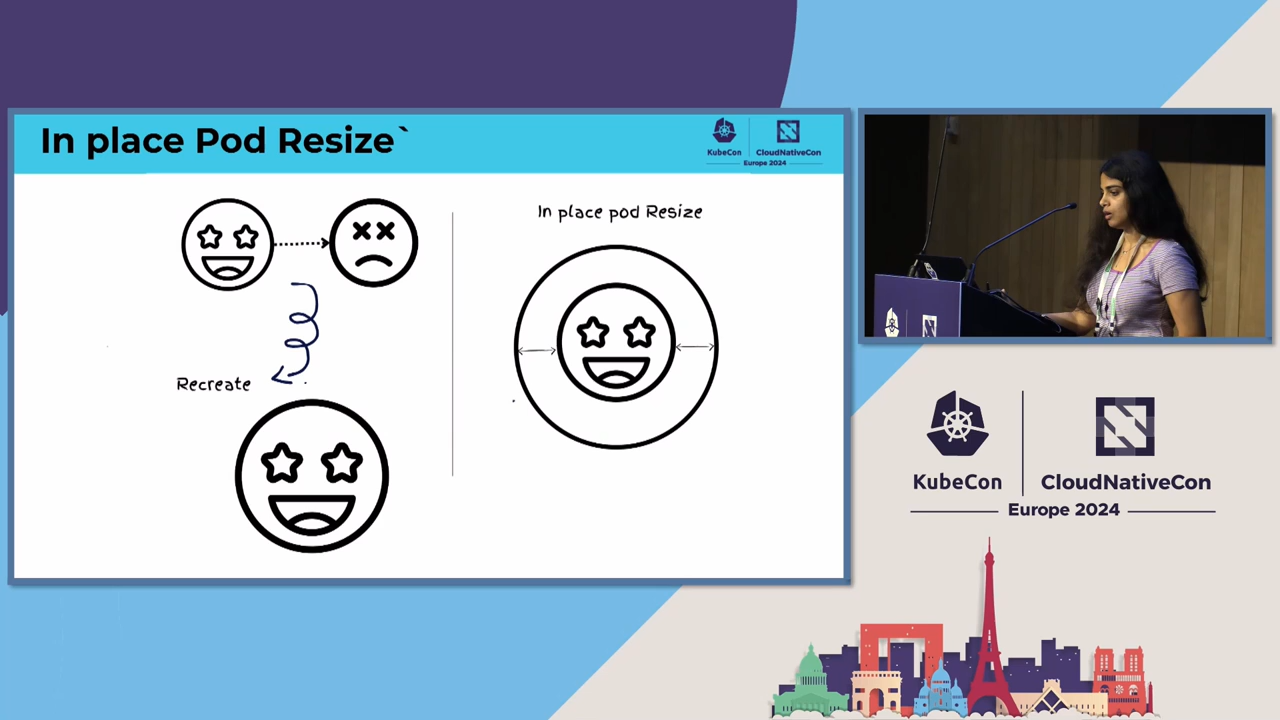 In place Pod Resize`
KubeCon
CloudNativeCon
Europe 2024
In place pod Resize
Recreate
KubeCon
CloudNativeCon
Europe 2024